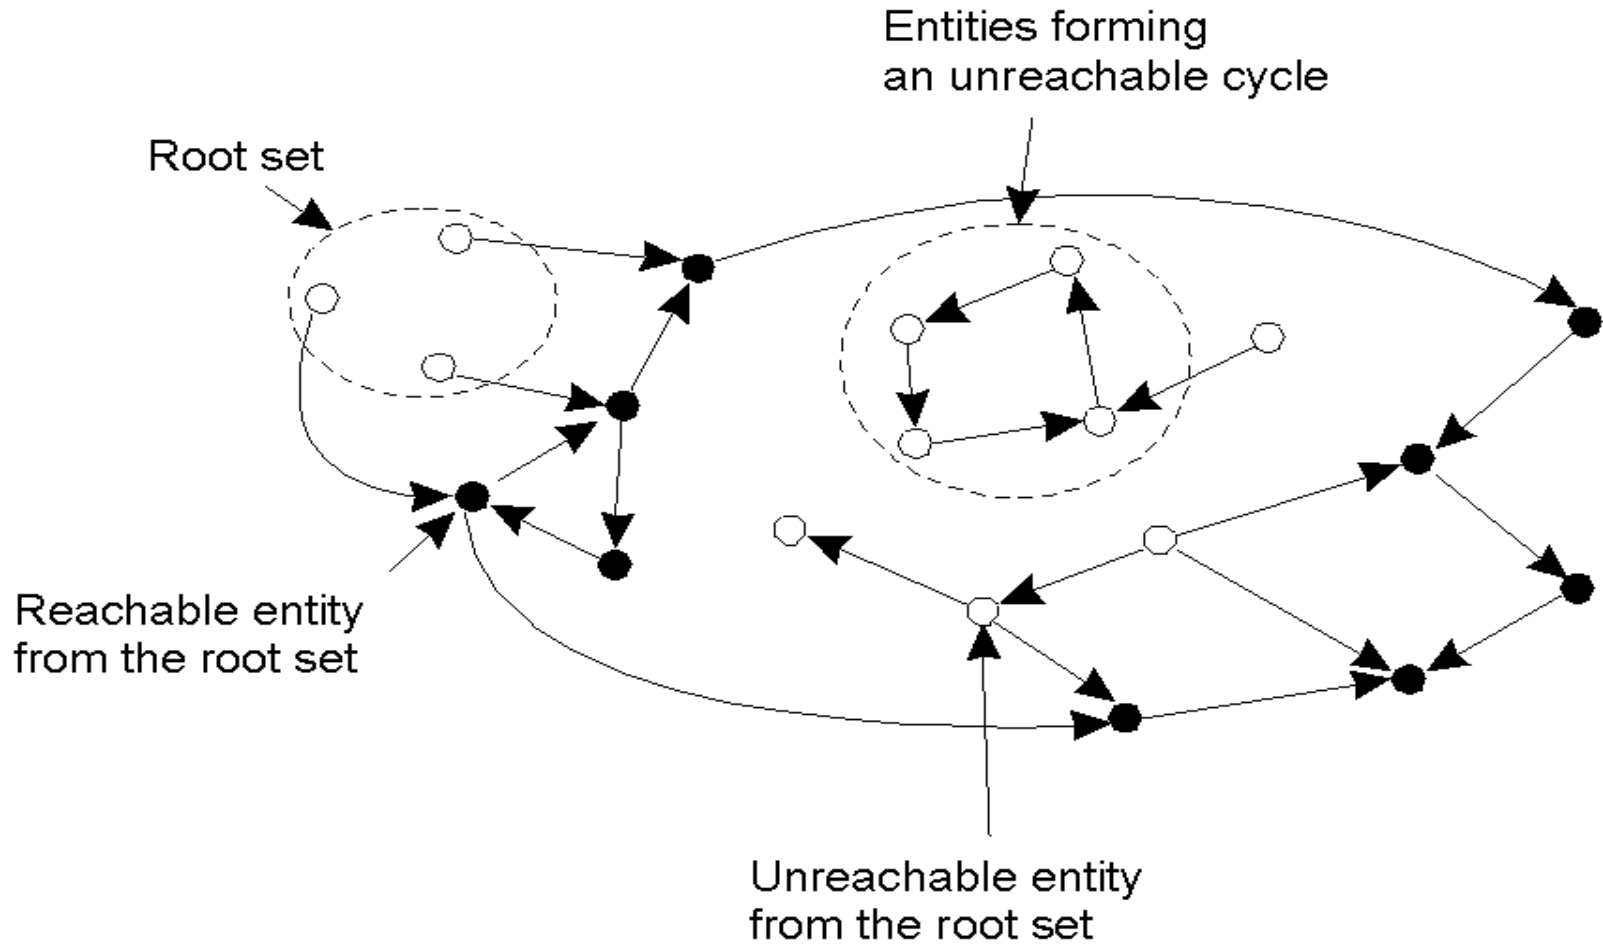 Entities forming
an unreachable cycle
Root set
Reachable entity
from the root set
Unreachable entity
from the root set